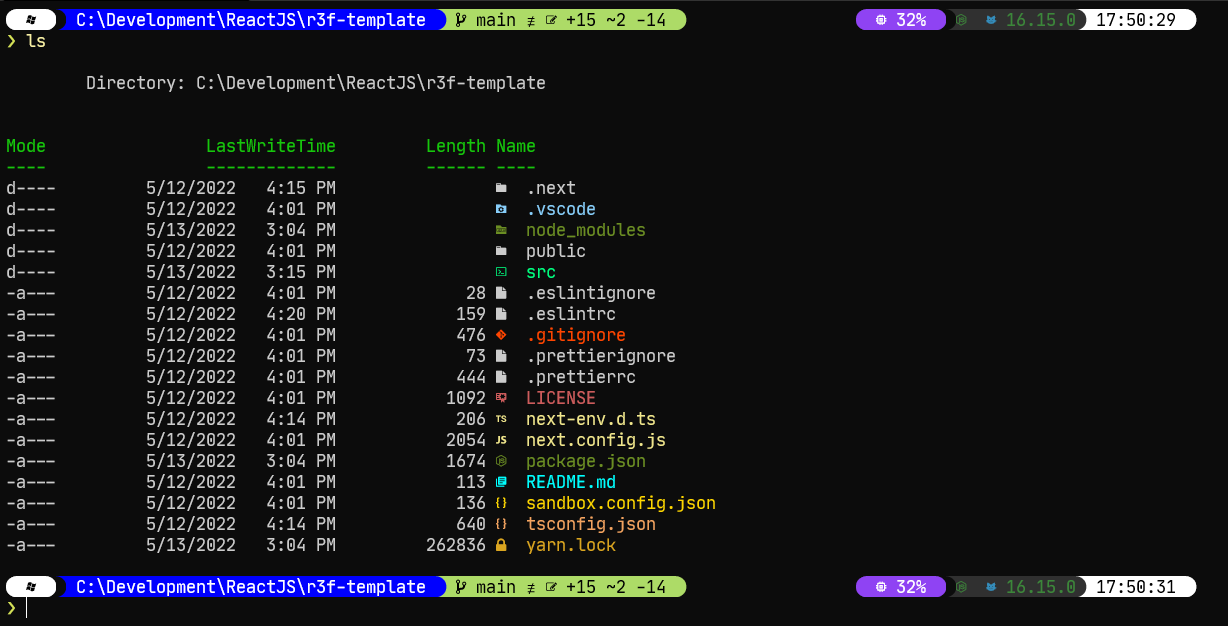 C:\Development\ReactJS\r3f-template main ≢ +15 ~2 -14 32% 16.15.0 17:50:29
❯ ls
Directory: C:\Development\ReactJS\r3f-template
Mode LastWriteTime Length Name
---- ------------- ------ ----
d---- 5/12/2022 4:15 PM .next
d---- 5/12/2022 4:01 PM .vscode
d---- 5/13/2022 3:04 PM node_modules
d---- 5/12/2022 4:01 PM public
d---- 5/13/2022 3:15 PM src
-a--- 5/12/2022 4:01 PM 28 .eslintignore
-a--- 5/12/2022 4:20 PM 159 .eslintrc
-a--- 5/12/2022 4:01 PM 476 .gitignore
-a--- 5/12/2022 4:01 PM 73 .prettierignore
-a--- 5/12/2022 4:01 PM 444 .prettierrc
-a--- 5/12/2022 4:01 PM 1092 LICENSE
-a--- 5/12/2022 4:14 PM 206 TS next-env.d.ts
-a--- 5/12/2022 4:01 PM 2054 JS next.config.js
-a--- 5/13/2022 3:04 PM 1674 package.json
-a--- 5/12/2022 4:01 PM 113 README.md
-a--- 5/12/2022 4:01 PM 136 {} sandbox.config.json
-a--- 5/12/2022 4:14 PM 640 {} tsconfig.json
-a--- 5/13/2022 3:04 PM 262836 yarn.lock
C:\Development\ReactJS\r3f-template main ≢ +15 ~2 -14 32% 16.15.0 17:50:31
❯